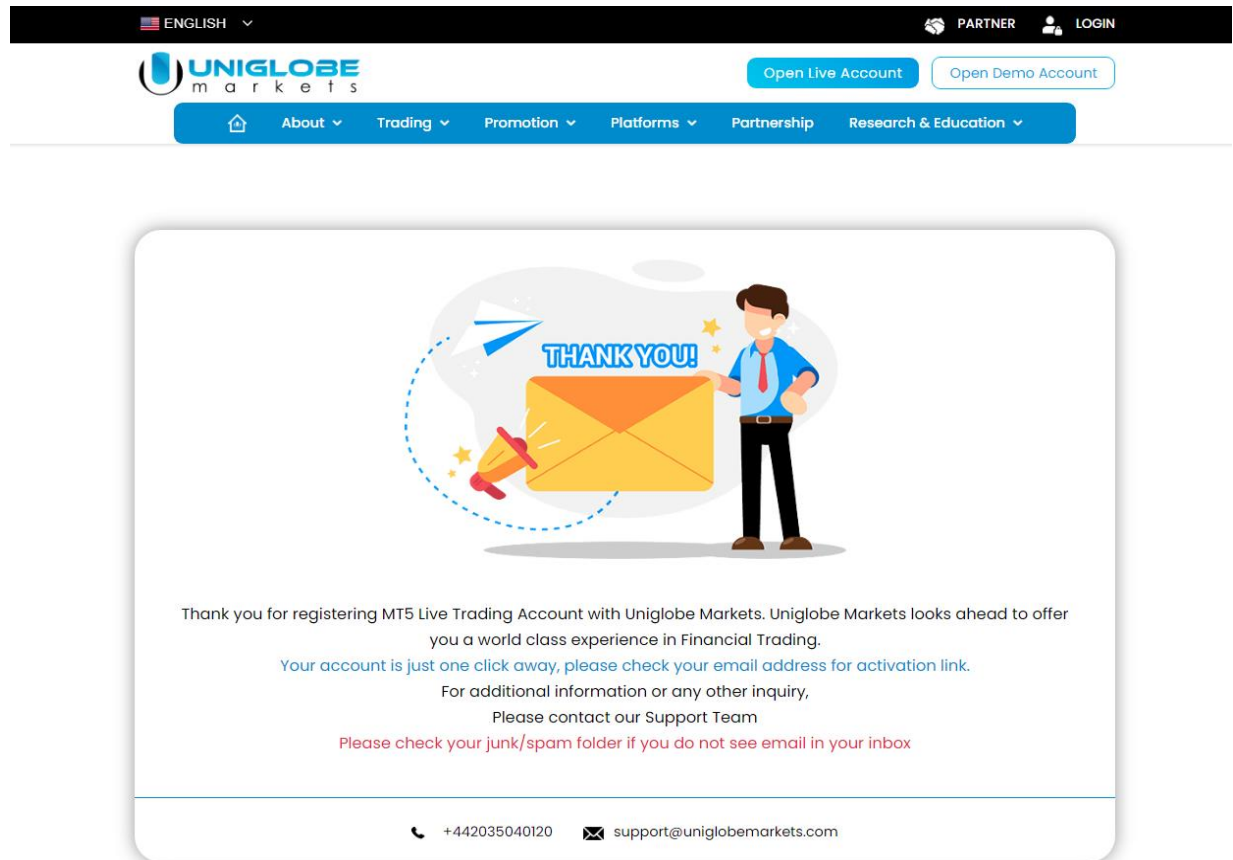 ENGLISH
PARTNER
LOGIN
UNIGLOBE
markets
Open Live Account
Open Demo Account
About
Trading
Promotion
Platforms
Partnership
Research & Education
THANK YOU!
Thank you for registering MT5 Live Trading Account with Uniglobe Markets. Uniglobe Markets looks ahead to offer
you a world class experience in Financial Trading.
Your account is just one click away, please check your email address for activation link.
For additional information or any other inquiry,
Please contact our Support Team
Please check your junk/spam folder if you do not see email in your inbox
+442035040120
support@uniglobemarkets.com